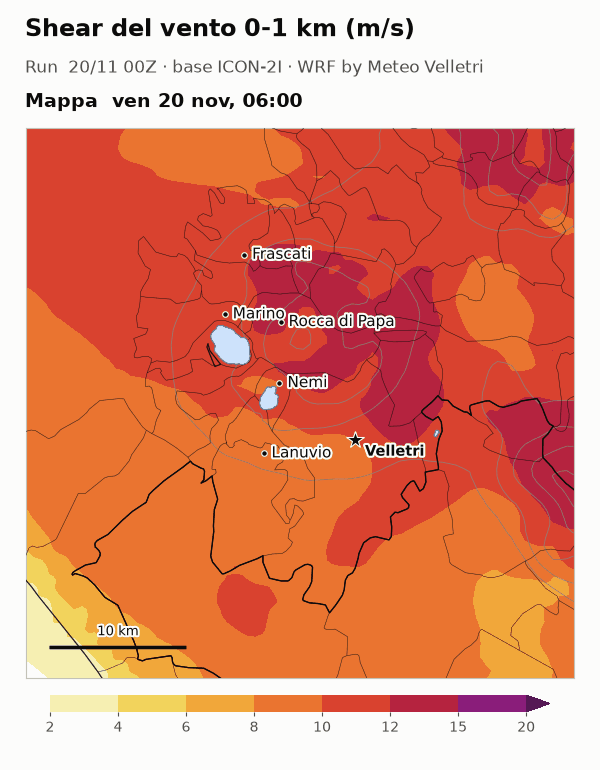 Shear del vento 0-1 km (m/s)
Run  20/11 00Z · base ICON-2I · WRF by Meteo Velletri
Mappa  ven 20 nov, 06:00
Frascati
Marino
Rocca di Papa
Nemi
Velletri
Lanuvio
10 km
2 4 6 8 10 12 15 20